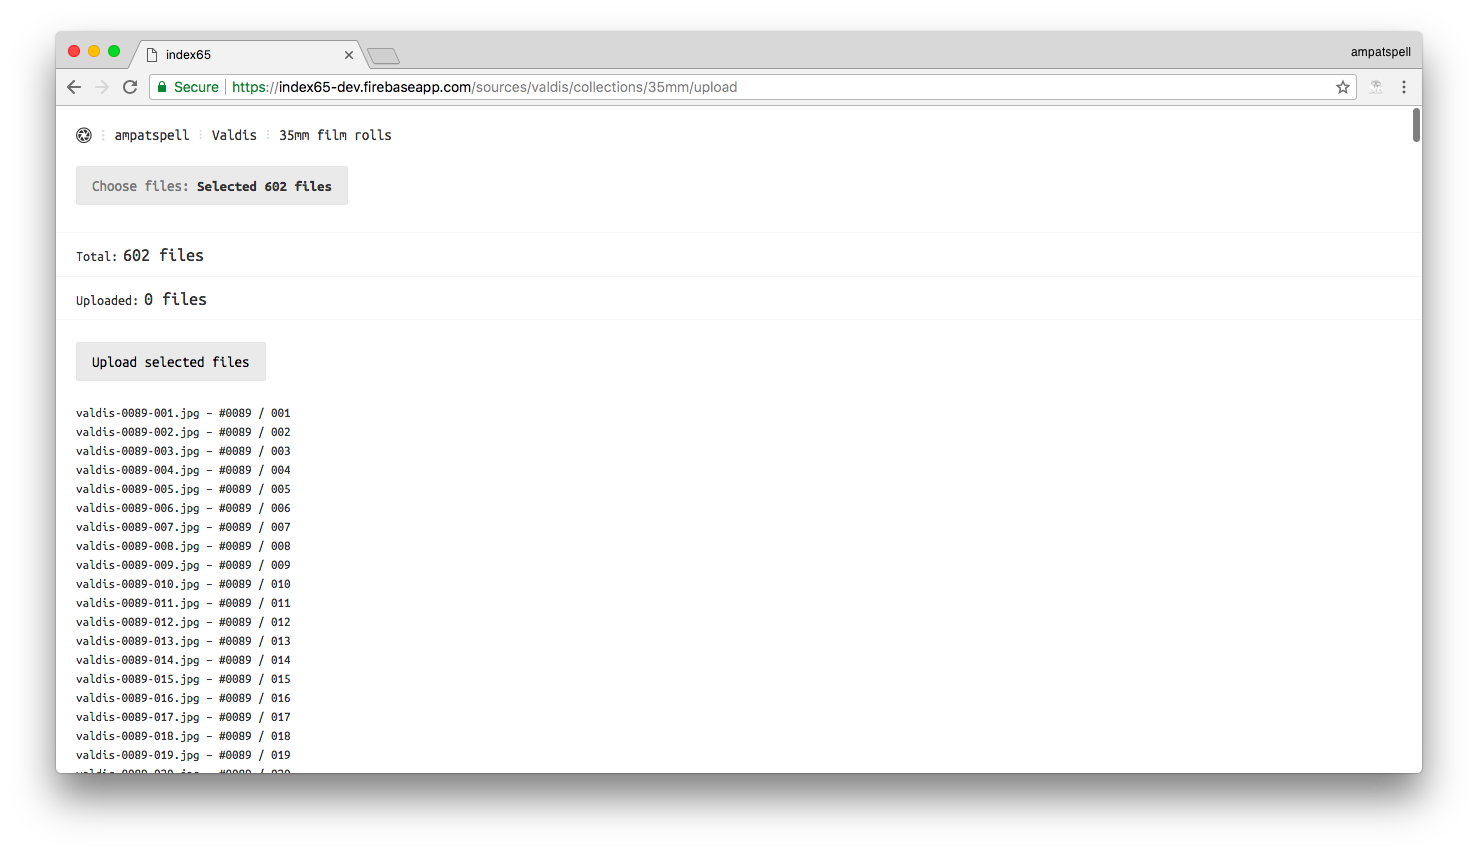 index65
ampatspell
Secure https://index65-dev.firebaseapp.com/sources/valdis/collections/35mm/upload
ampatspell Valdis 35mm film rolls
Choose files: Selected 602 files
Total: 602 files
Uploaded: 0 files
Upload selected files
valdis-0089-001.jpg – #0089 / 001
valdis-0089-002.jpg – #0089 / 002
valdis-0089-003.jpg – #0089 / 003
valdis-0089-004.jpg – #0089 / 004
valdis-0089-005.jpg – #0089 / 005
valdis-0089-006.jpg – #0089 / 006
valdis-0089-007.jpg – #0089 / 007
valdis-0089-008.jpg – #0089 / 008
valdis-0089-009.jpg – #0089 / 009
valdis-0089-010.jpg – #0089 / 010
valdis-0089-011.jpg – #0089 / 011
valdis-0089-012.jpg – #0089 / 012
valdis-0089-013.jpg – #0089 / 013
valdis-0089-014.jpg – #0089 / 014
valdis-0089-015.jpg – #0089 / 015
valdis-0089-016.jpg – #0089 / 016
valdis-0089-017.jpg – #0089 / 017
valdis-0089-018.jpg – #0089 / 018
valdis-0089-019.jpg – #0089 / 019